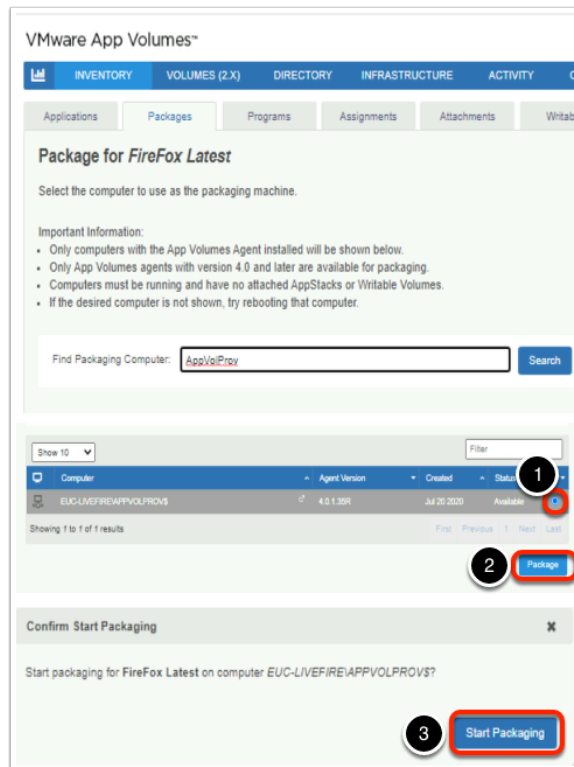 VMware App Volumes™
INVENTORY VOLUMES (2.X) DIRECTORY INFRASTRUCTURE ACTIVITY
Applications Packages Programs Assignments Attachments Writab
Package for FireFox Latest
Select the computer to use as the packaging machine.
Important Information:
• Only computers with the App Volumes Agent installed will be shown below.
• Only App Volumes agents with version 4.0 and later are available for packaging.
• Computers must be running and have no attached AppStacks or Writable Volumes.
• If the desired computer is not shown, try rebooting that computer.
Find Packaging Computer: AppVolProv Search
Show 10 Filter
1
Computer Agent Version Created Status
EUC-LIVEFIRE\APPVOLPROV$ 4.0.1.35R Jul 20 2020 Available
Showing 1 to 1 of 1 results First Previous 1 Next Last
2 Package
Confirm Start Packaging ✖
Start packaging for FireFox Latest on computer EUC-LIVEFIRE\APPVOLPROV$?
3 Start Packaging